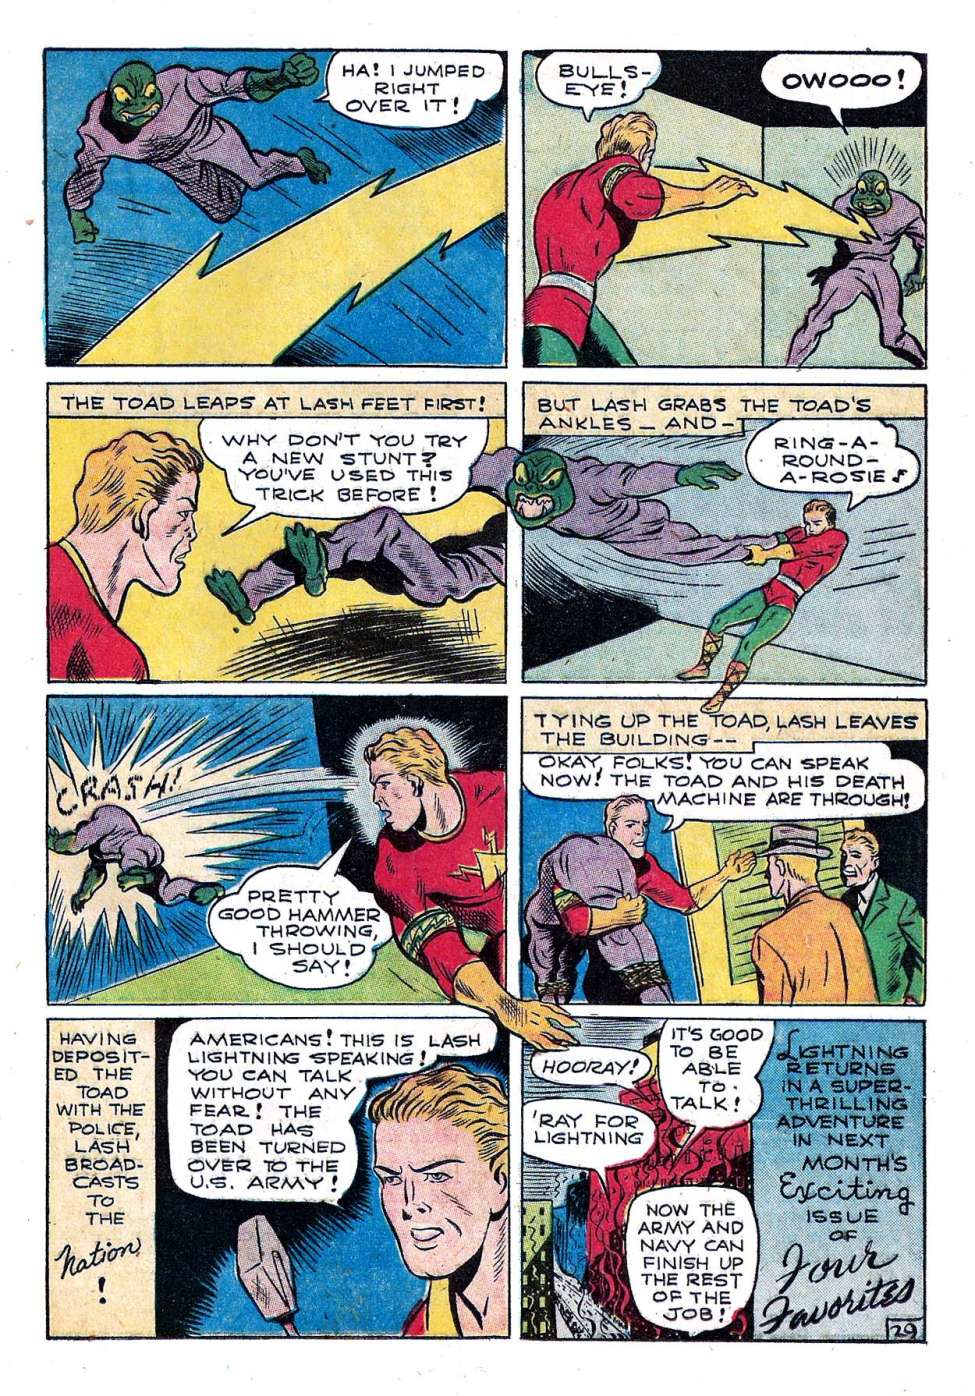 HA! I JUMPED
RIGHT
OVER IT!
BULLS-
EYE!
OWOOO!
THE TOAD LEAPS AT LASH FEET FIRST!
WHY DON'T YOU TRY
A NEW STUNT?
YOU'VE USED THIS
TRICK BEFORE!
BUT LASH GRABS THE TOAD'S
ANKLES — AND —
RING-A-
ROUND-
A-ROSIE ♪
CRASH!
PRETTY
GOOD HAMMER
THROWING,
I SHOULD
SAY!
TYING UP THE TOAD, LASH LEAVES
THE BUILDING --
OKAY, FOLKS! YOU CAN SPEAK
NOW! THE TOAD AND HIS DEATH
MACHINE ARE THROUGH!
HAVING
DEPOSIT-
ED THE
TOAD
WITH THE
POLICE,
LASH
BROAD-
CASTS
TO
THE
Nation
!
AMERICANS! THIS IS LASH
LIGHTNING SPEAKING!
YOU CAN TALK
WITHOUT ANY
FEAR! THE
TOAD HAS
BEEN TURNED
OVER TO THE
U.S. ARMY!
HOORAY!
IT'S GOOD
TO BE
ABLE
TO
TALK!
'RAY FOR
LIGHTNING
NOW THE
ARMY AND
NAVY CAN
FINISH UP
THE REST
OF THE
JOB!
LIGHTNING
RETURNS
IN A SUPER-
THRILLING
ADVENTURE
IN NEXT
MONTH'S
Exciting
ISSUE
OF
Four
Favorites
29